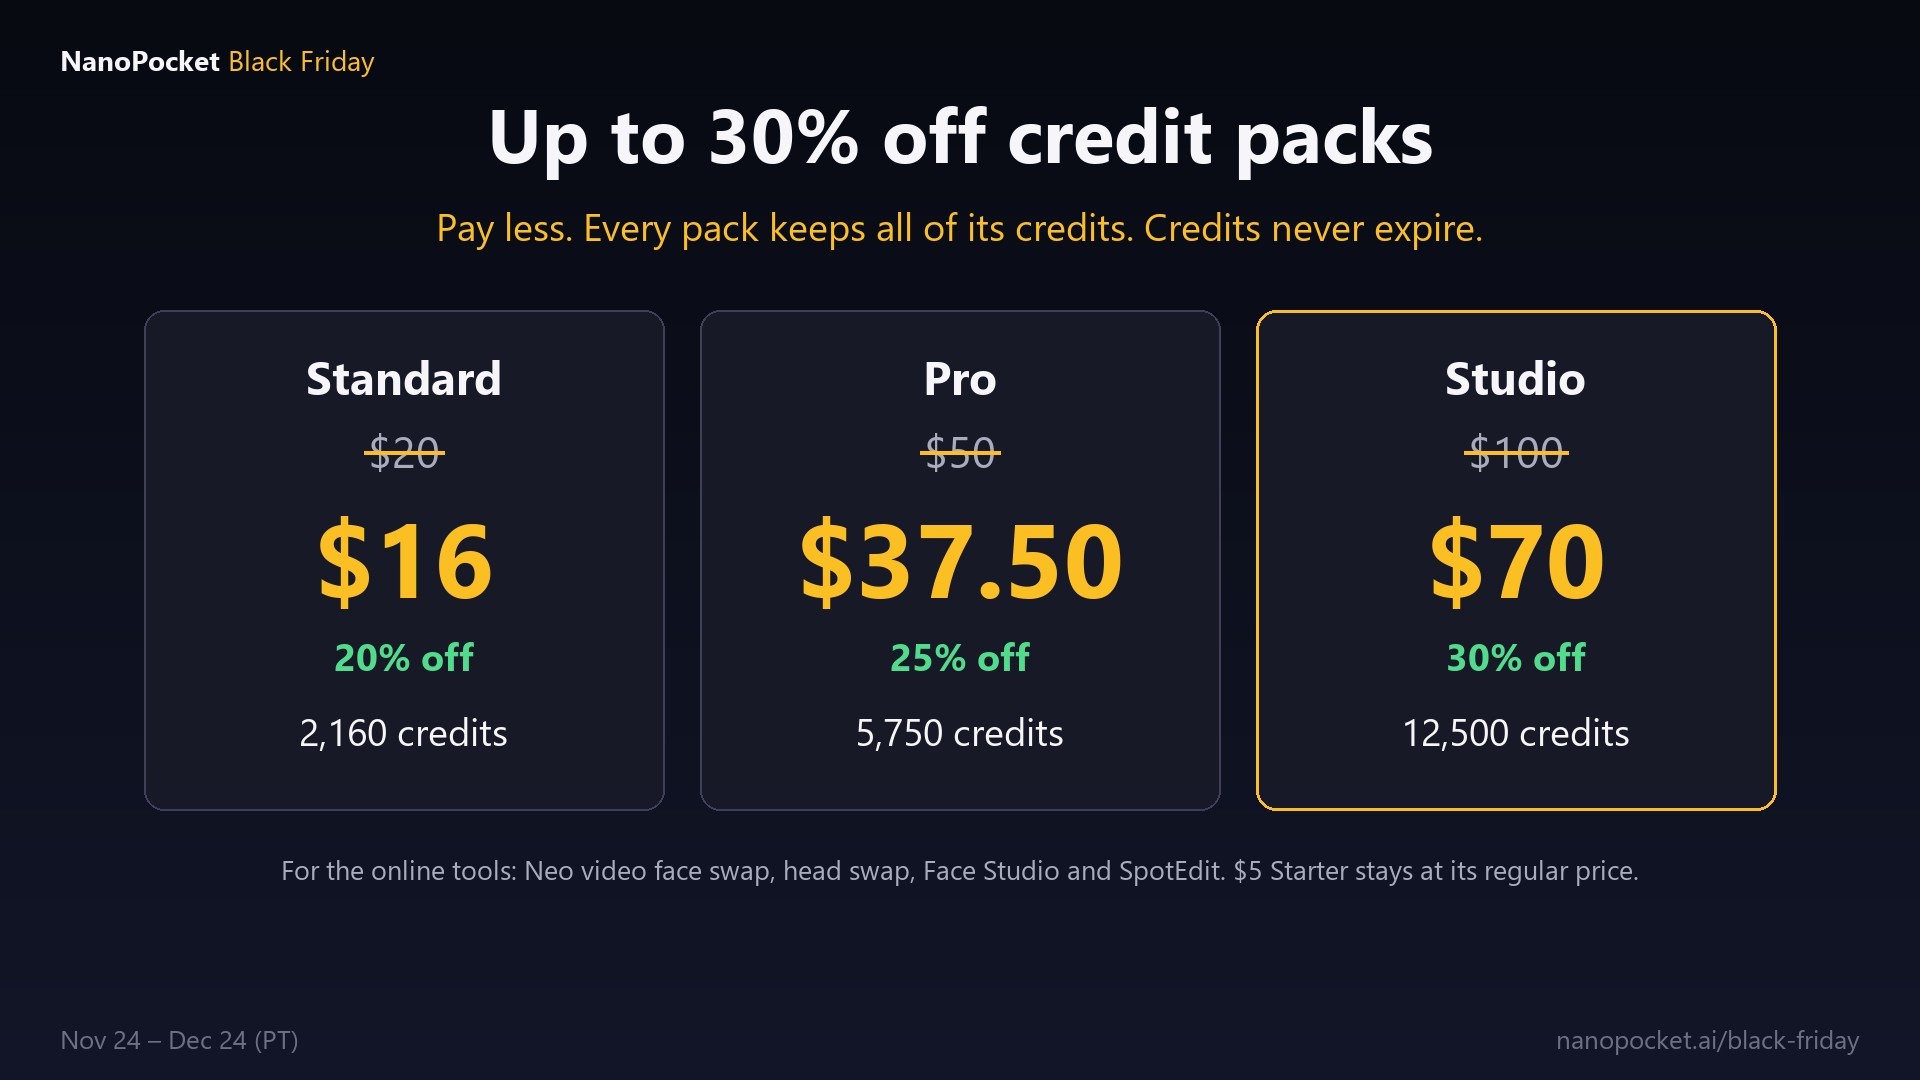 NanoPocket Black Friday
Up to 30% off credit packs
Pay less. Every pack keeps all of its credits. Credits never expire.
Standard
$20
$16
20% off
2,160 credits
Pro
$50
$37.50
25% off
5,750 credits
Studio
$100
$70
30% off
12,500 credits
For the online tools: Neo video face swap, head swap, Face Studio and SpotEdit. $5 Starter stays at its regular price.
Nov 24 – Dec 24 (PT)
nanopocket.ai/black-friday